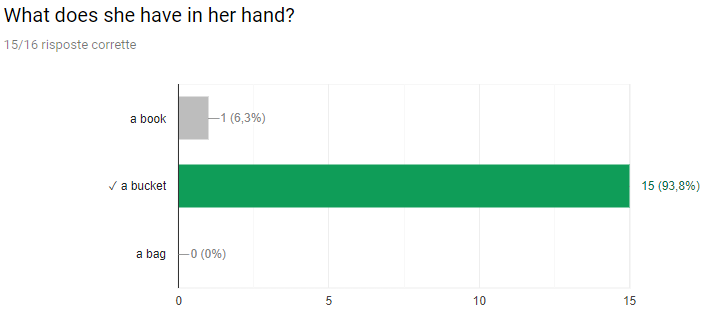 What does she have in her hand?
15/16 risposte corrette
a book 1 (6,3%)
✓ a bucket 15 (93,8%)
a bag 0 (0%)
0 5 10 15